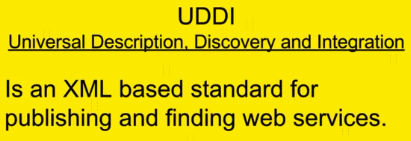 UDDI
Universal Description, Discovery and Integration
Is an XML based standard for
publishing and finding web services.